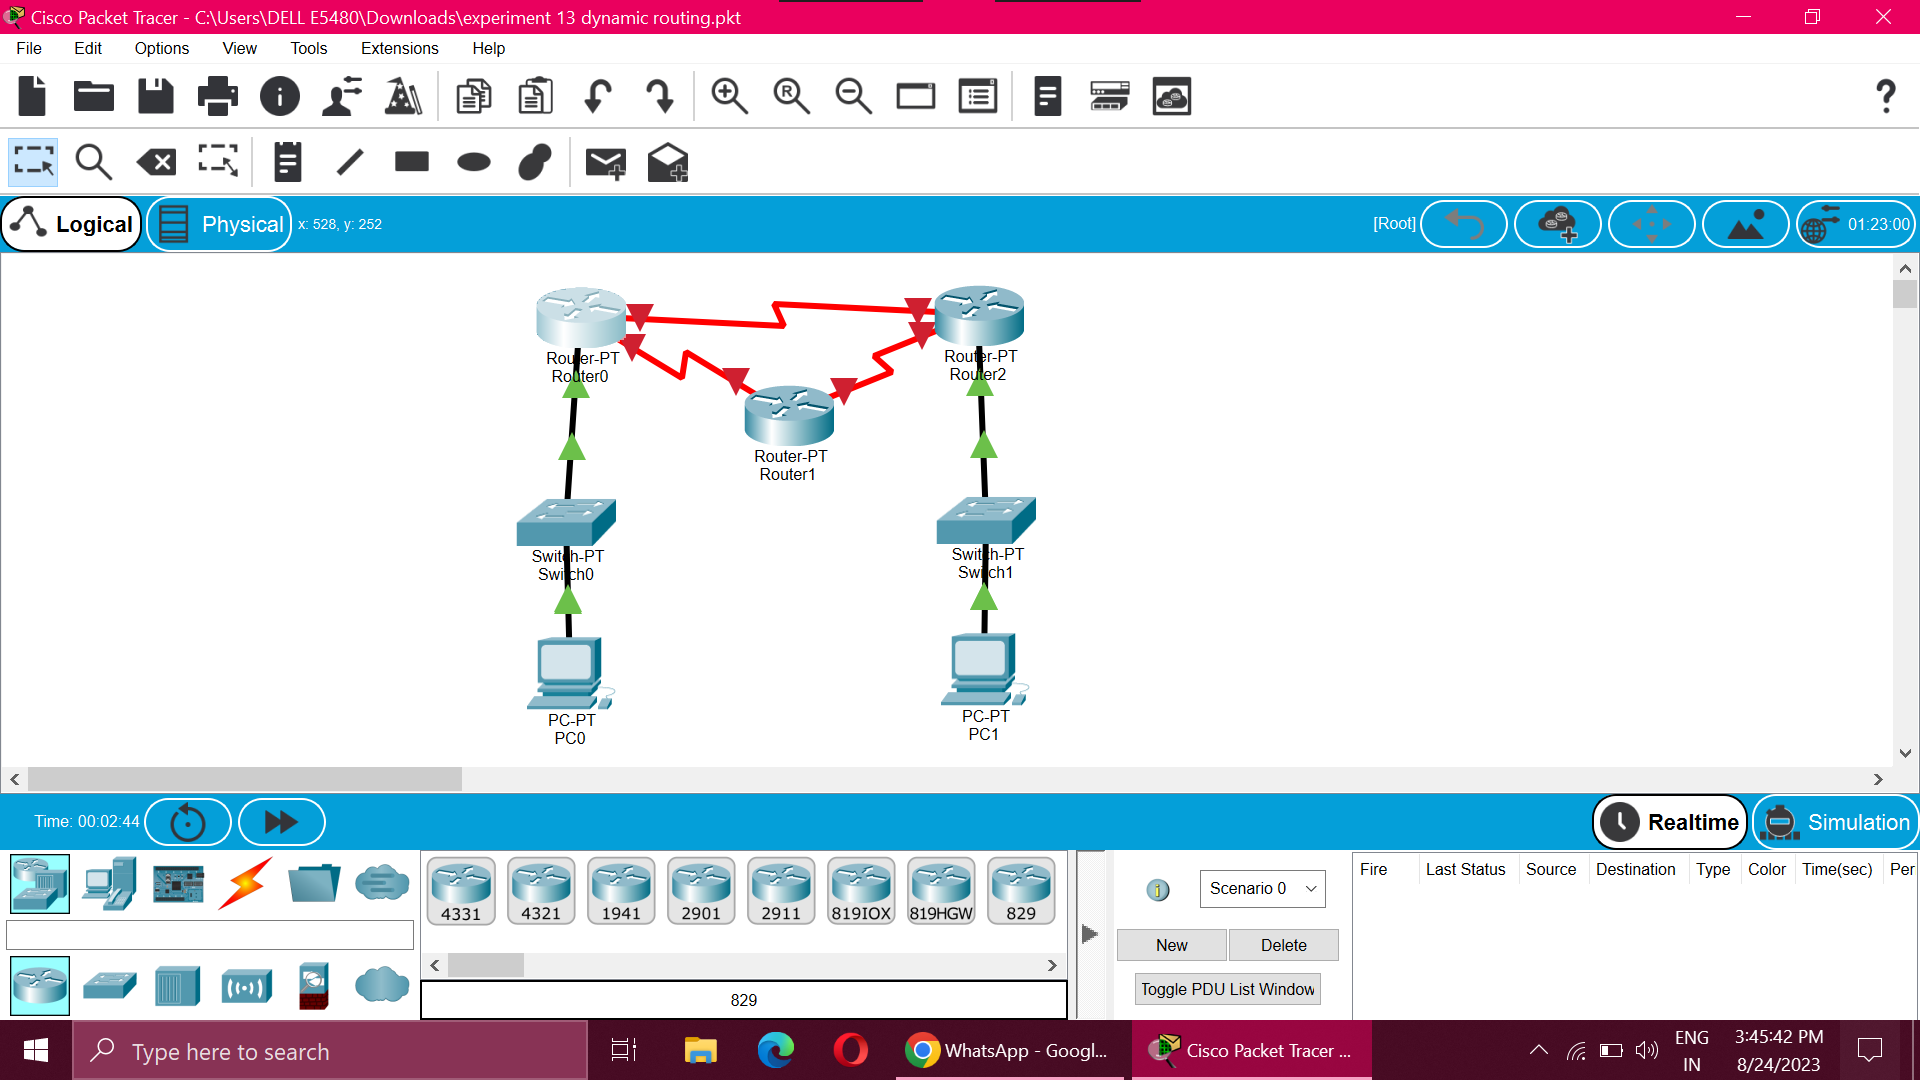 Cisco Packet Tracer - C:\Users\DELL E5480\Downloads\experiment 13 dynamic routing.pkt
File Edit Options View Tools Extensions Help
R
?
Logical Physical x: 528, y: 252 [Root] 01:23:00
Router-PT
Router0
Router-PT
Router2
Router-PT
Router1
Switch-PT
Switch0
Switch-PT
Switch1
PC-PT
PC0
PC-PT
PC1
Time: 00:02:44 Realtime Simulation
4331 4321 1941 2901 2911 819IOX 819HGW 829
829
Scenario 0
New Delete
Toggle PDU List Window
Fire Last Status Source Destination Type Color Time(sec) Per
Type here to search
WhatsApp - Googl...
Cisco Packet Tracer ...
ENG
IN
3:45:42 PM
8/24/2023